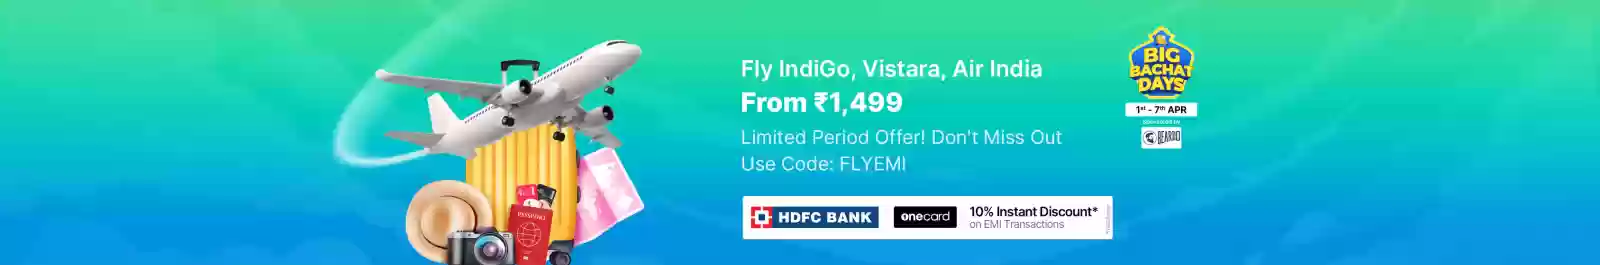 Fly IndiGo, Vistara, Air India
From ₹1,499
Limited Period Offer! Don't Miss Out
Use Code: FLYEMI
HDFC BANK
onecard
10% Instant Discount*
on EMI Transactions
BIG
BACHAT
DAYS
1st - 7th APR
BEARDO
PASSPORT